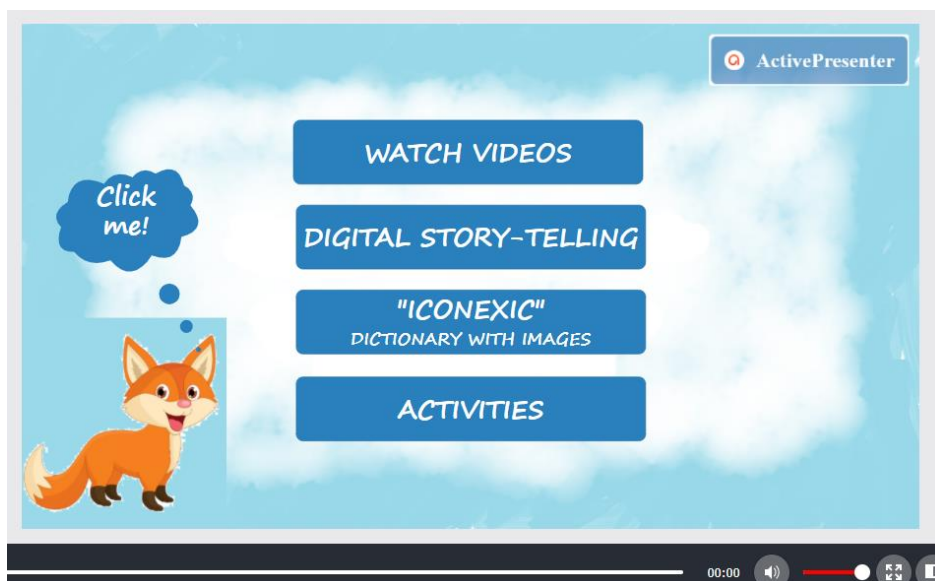 ActivePresenter
WATCH VIDEOS
Click
me!
DIGITAL STORY-TELLING
"ICONEXIC"
DICTIONARY WITH IMAGES
ACTIVITIES
00:00